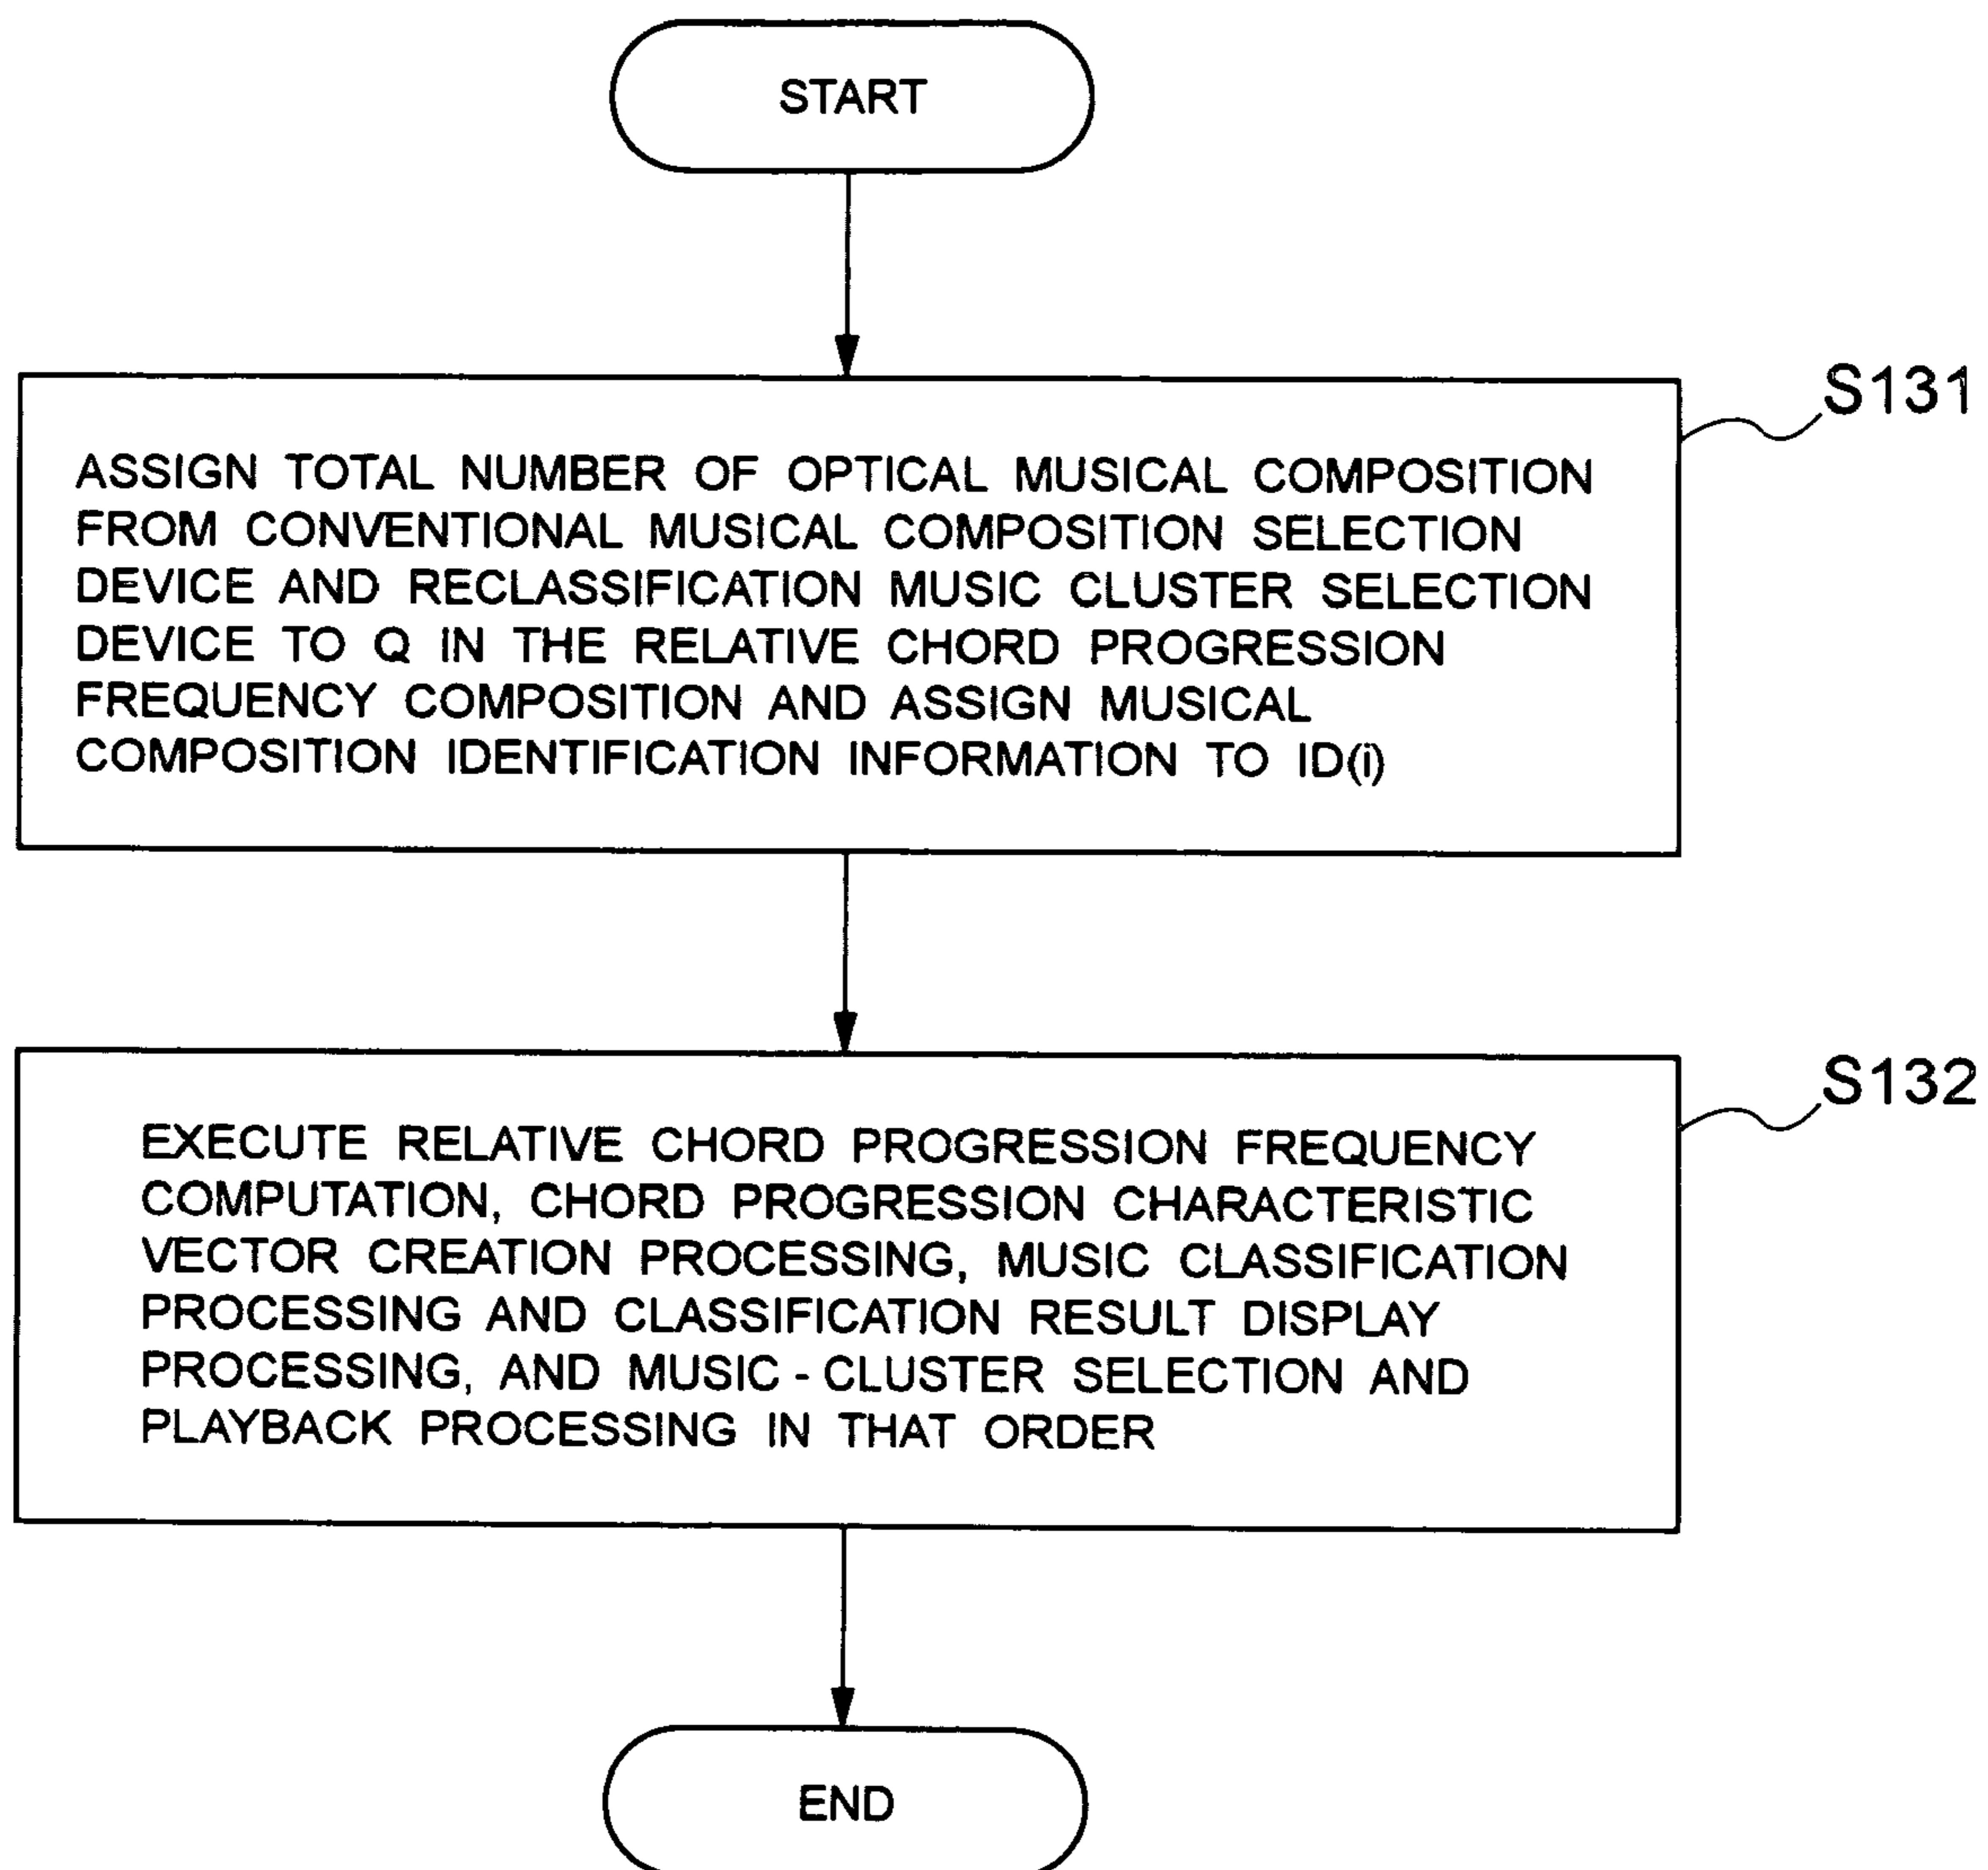 START
S131
ASSIGN TOTAL NUMBER OF OPTICAL MUSICAL COMPOSITION
FROM CONVENTIONAL MUSICAL COMPOSITION SELECTION
DEVICE AND RECLASSIFICATION MUSIC CLUSTER SELECTION
DEVICE TO Q IN THE RELATIVE CHORD PROGRESSION
FREQUENCY COMPOSITION AND ASSIGN MUSICAL
COMPOSITION IDENTIFICATION INFORMATION TO ID(i)
S132
EXECUTE RELATIVE CHORD PROGRESSION FREQUENCY
COMPUTATION, CHORD PROGRESSION CHARACTERISTIC
VECTOR CREATION PROCESSING, MUSIC CLASSIFICATION
PROCESSING AND CLASSIFICATION RESULT DISPLAY
PROCESSING, AND MUSIC - CLUSTER SELECTION AND
PLAYBACK PROCESSING IN THAT ORDER
END